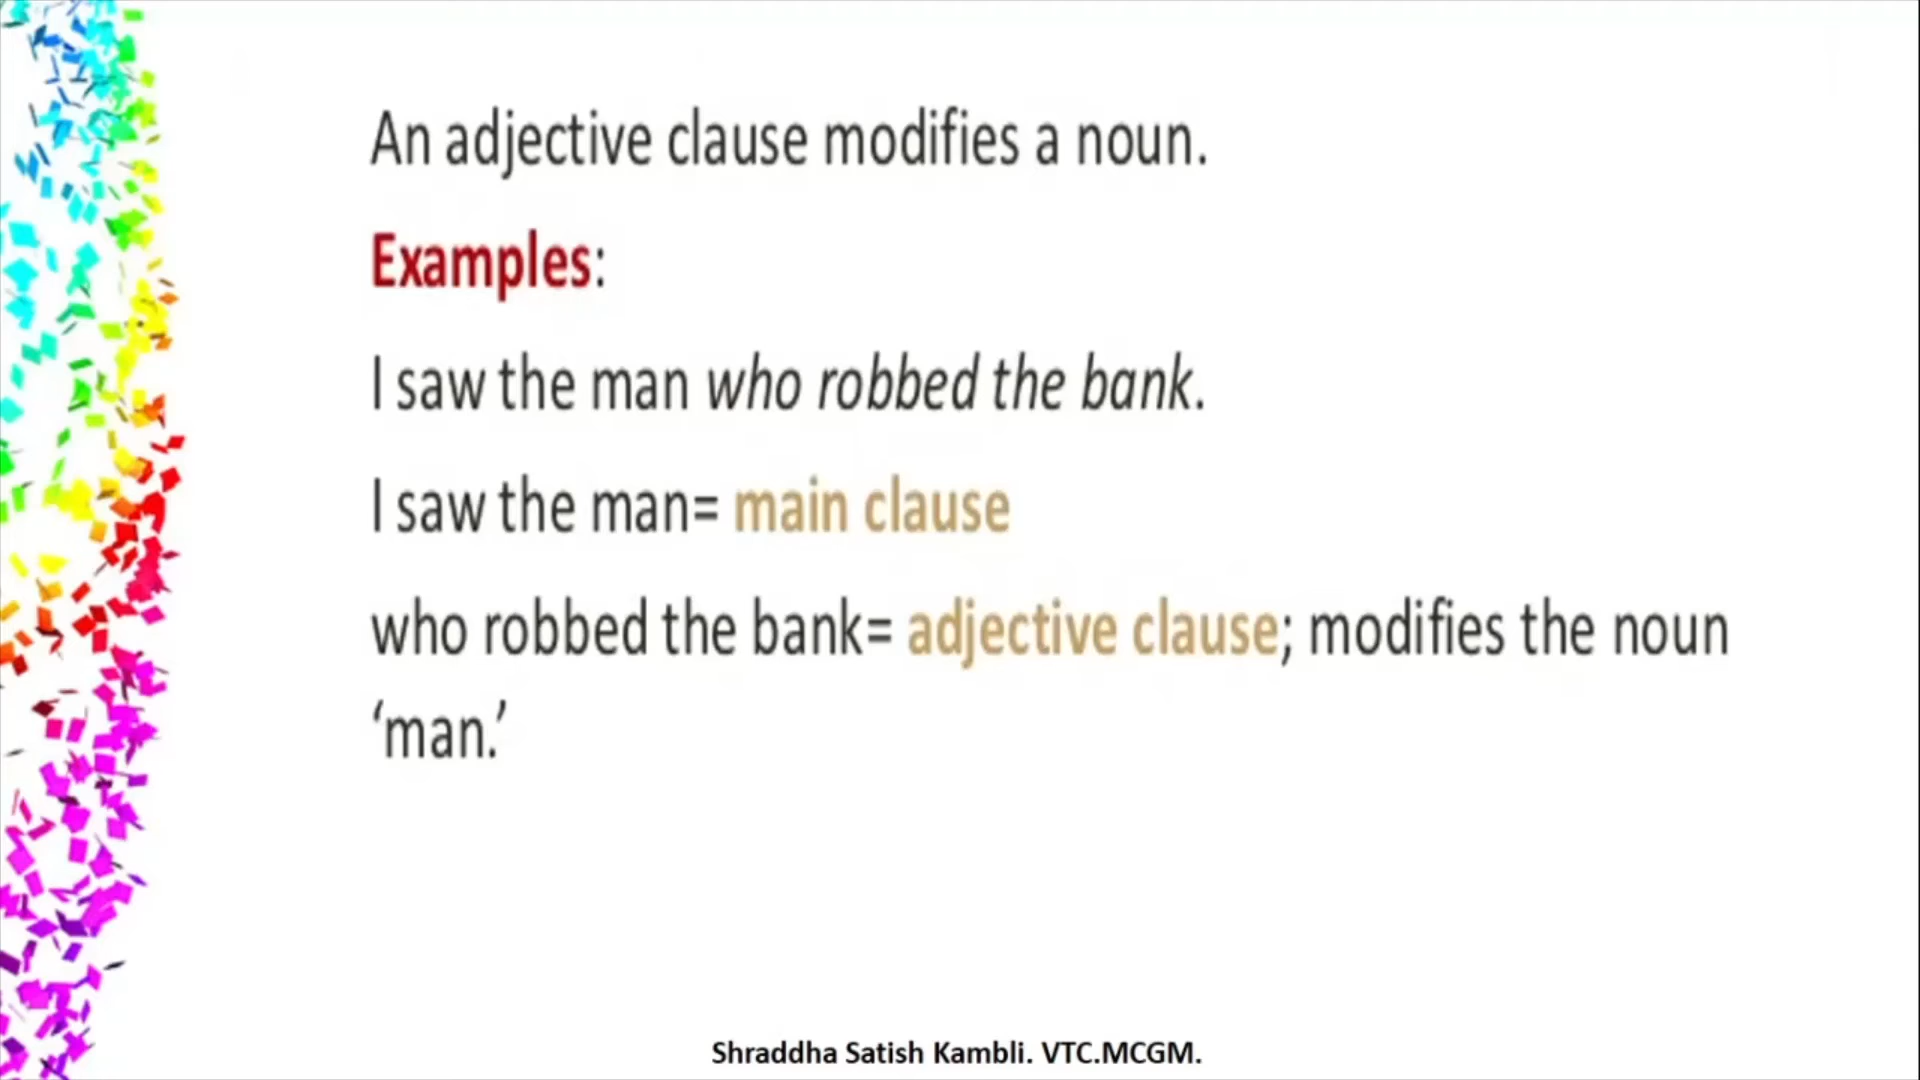 An adjective clause modifies a noun.
Examples:
I saw the man who robbed the bank.
I saw the man= main clause
who robbed the bank= adjective clause; modifies the noun
‘man.’
Shraddha Satish Kambli. VTC.MCGM.